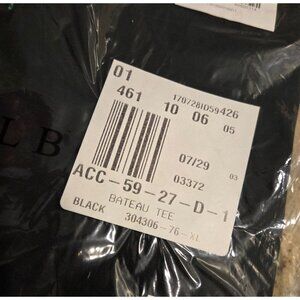 01
17072BID59426
461 10 06 05
07/29
03372 03
ACC-59-27-D-1
BATEAU TEE
BLACK 304306-76-XL
LB